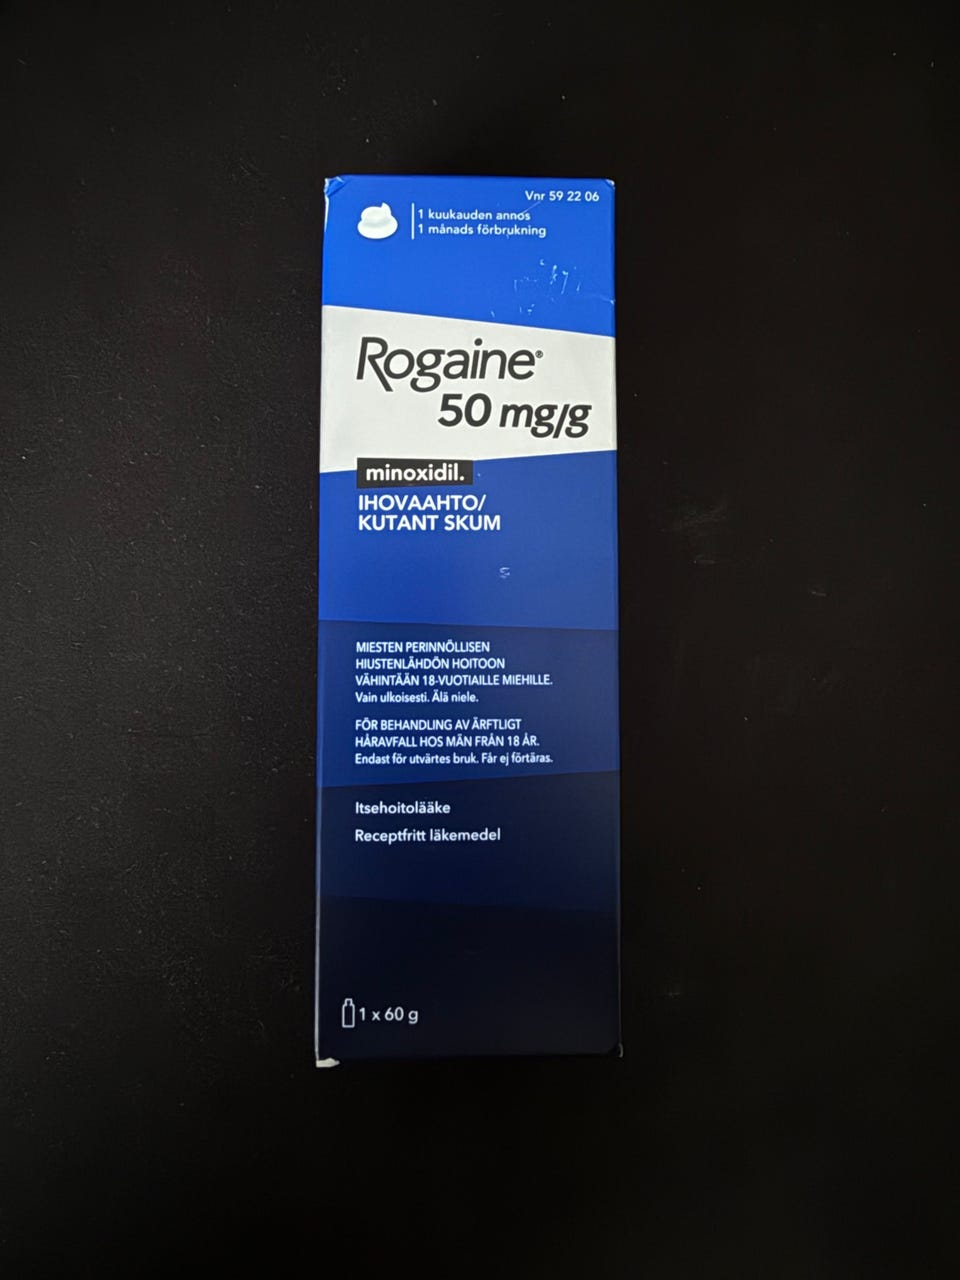 Vnr 59 22 06
1 kuukauden annos
1 månads förbrukning
Rogaine®
50 mg/g
minoxidil.
IHOVAAHTO/
KUTANT SKUM
MIESTEN PERINNÖLLISEN
HIUSTENLÄHDÖN HOITOON
VÄHINTÄÄN 18-VUOTIAILLE MIEHILLE.
Vain ulkoisesti. Älä niele.
FÖR BEHANDLING AV ÄRFTLIGT
HÅRAVFALL HOS MÄN FRÅN 18 ÅR.
Endast för utvärtes bruk. Får ej förtäras.
Itsehoitolääke
Receptfritt läkemedel
1 x 60 g